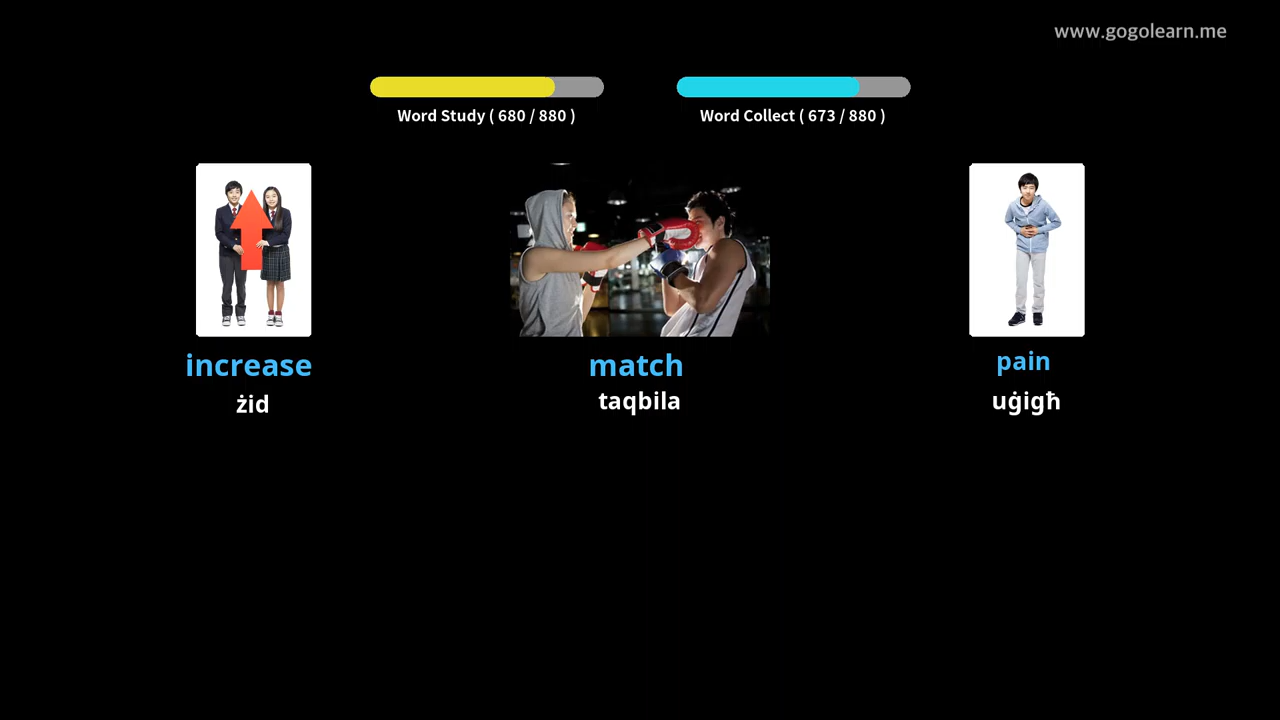 www.gogolearn.me
Word Study ( 680 / 880 )
Word Collect ( 673 / 880 )
increase
żid
match
taqbila
pain
uġigħ